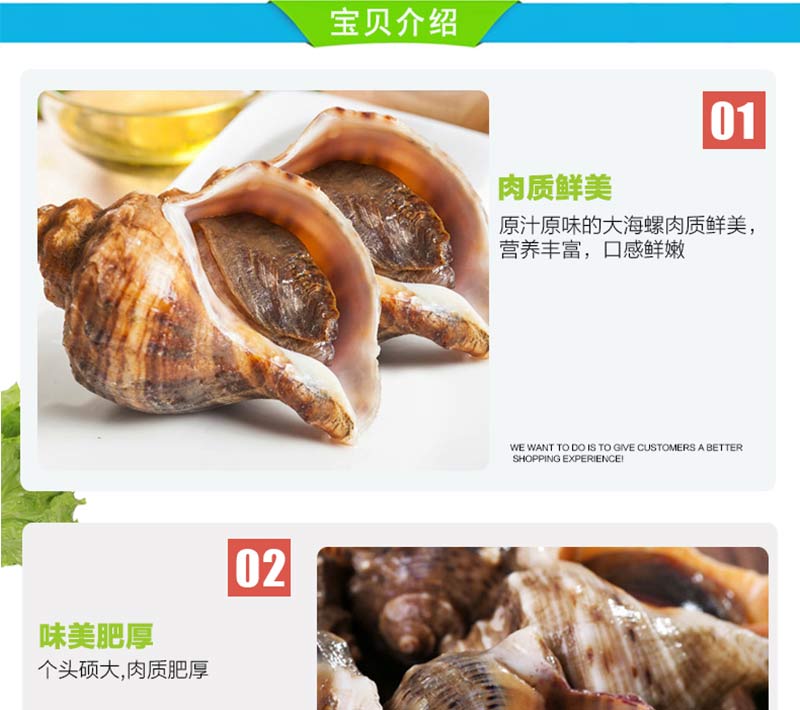 宝贝介绍
01
肉质鲜美
原汁原味的大海螺肉质鲜美，
营养丰富，口感鲜嫩
WE WANT TO DO IS TO GIVE CUSTOMERS A BETTER
SHOPPING EXPERIENCE!
02
味美肥厚
个头硕大,肉质肥厚